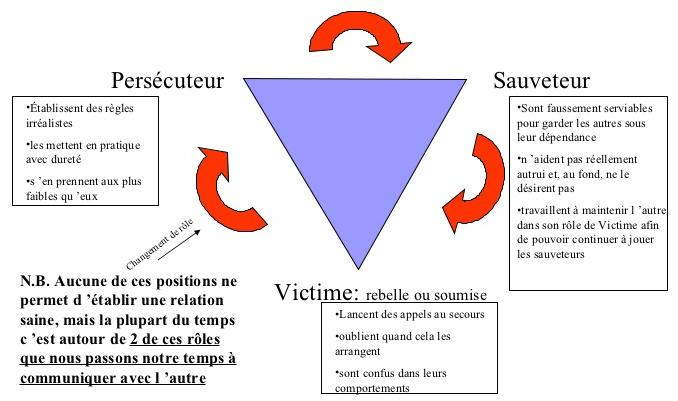 Persécuteur
Sauveteur
•Établissent des règles
irréalistes
•les mettent en pratique
avec dureté
•s ’en prennent aux plus
faibles qu ’eux
•Sont faussement serviables
pour garder les autres sous
leur dépendance
•n ’aident pas réellement
autrui et, au fond, ne le
désirent pas
•travaillent à maintenir l ’autre
dans son rôle de Victime afin
de pouvoir continuer à jouer
les sauveteurs
Changement de rôle
N.B. Aucune de ces positions ne
permet d ’établir une relation
saine, mais la plupart du temps
c ’est autour de 2 de ces rôles
que nous passons notre temps à
communiquer avec l ’autre
Victime: rebelle ou soumise
•Lancent des appels au secours
•oublient quand cela les
arrangent
•sont confus dans leurs
comportements